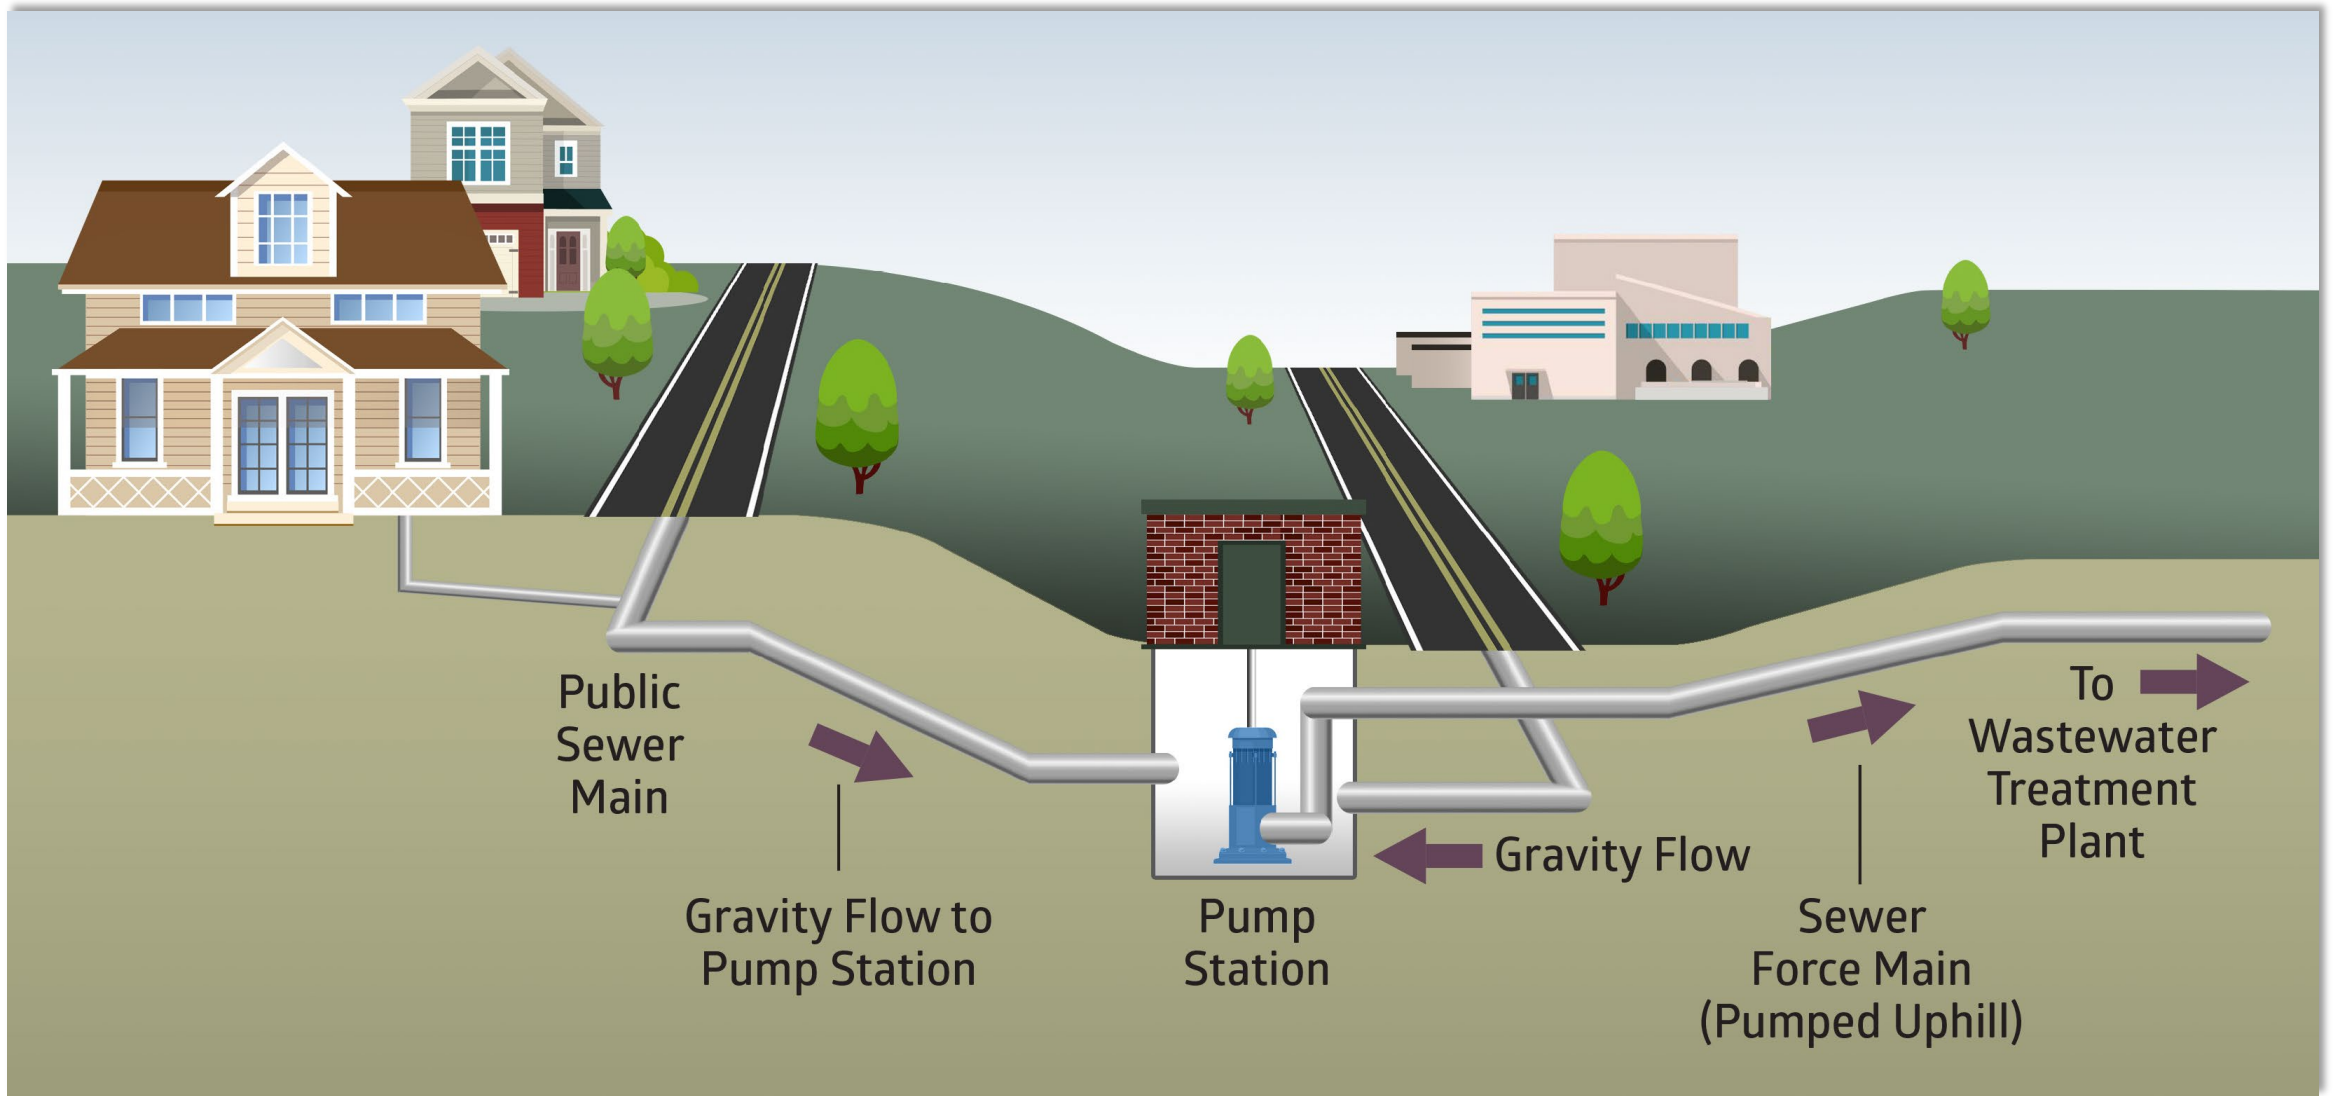 Public
Sewer
Main
Gravity Flow to
Pump Station
Pump
Station
Gravity Flow
Sewer
Force Main
(Pumped Uphill)
To
Wastewater
Treatment
Plant